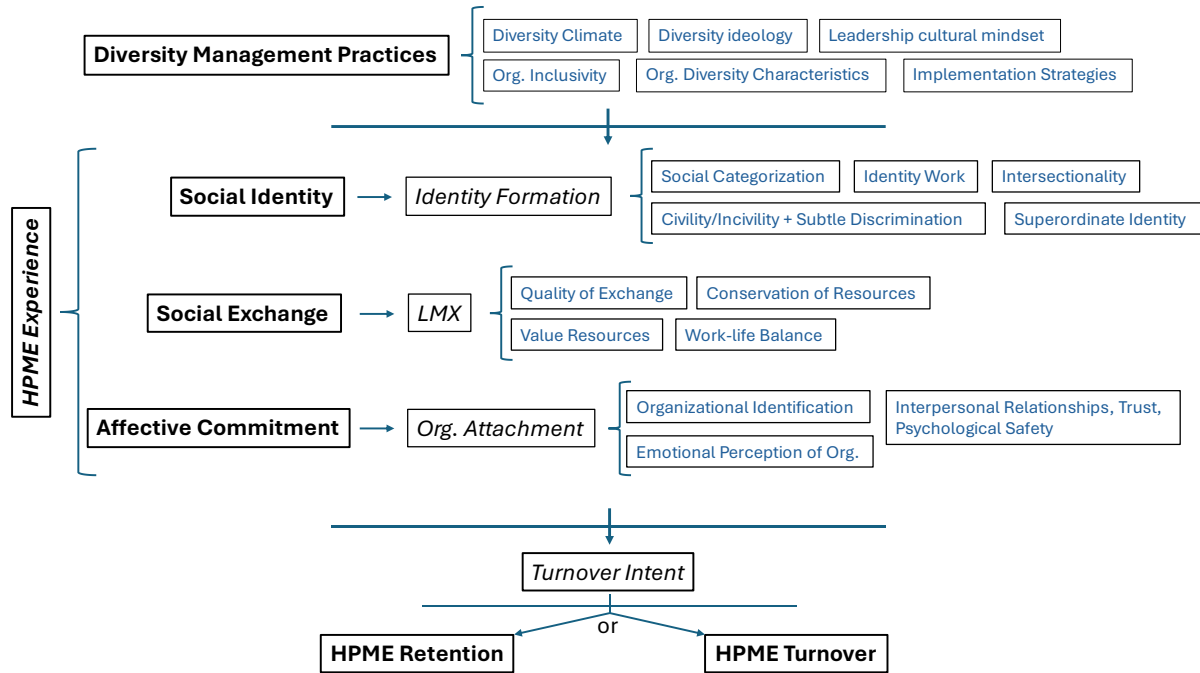 Diversity Management Practices
Diversity Climate
Diversity ideology
Leadership cultural mindset
Org. Inclusivity
Org. Diversity Characteristics
Implementation Strategies
HPME Experience
Social Identity
Identity Formation
Social Categorization
Identity Work
Intersectionality
Civility/Incivility + Subtle Discrimination
Superordinate Identity
Social Exchange
LMX
Quality of Exchange
Conservation of Resources
Value Resources
Work-life Balance
Affective Commitment
Org. Attachment
Organizational Identification
Interpersonal Relationships, Trust,
Psychological Safety
Emotional Perception of Org.
Turnover Intent
or
HPME Retention
HPME Turnover